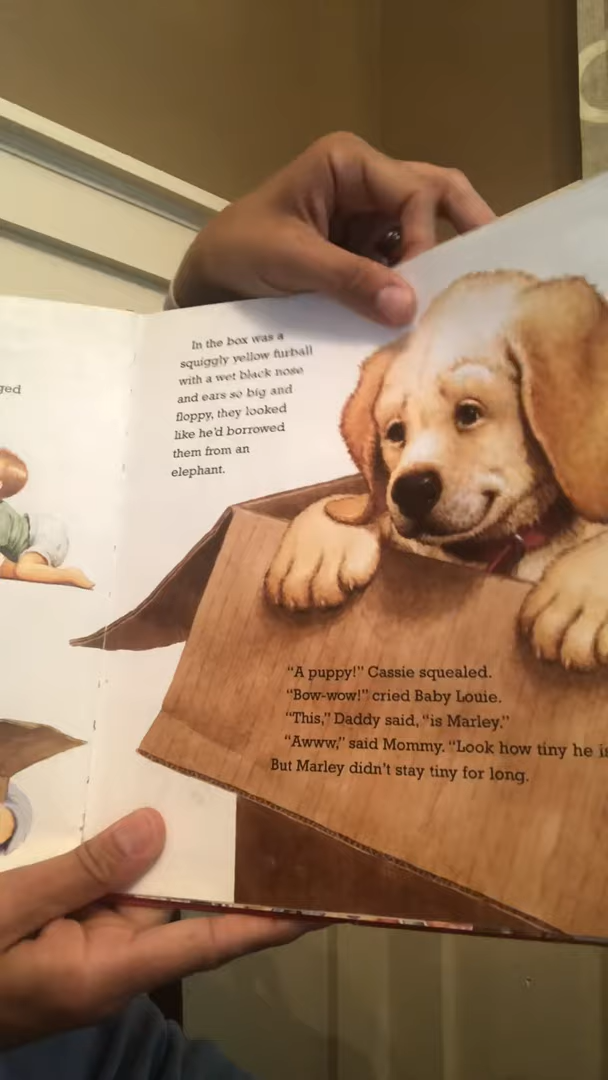 ged
In the box was a
squiggly yellow furball
with a wet black nose
and ears so big and
floppy, they looked
like he'd borrowed
them from an
elephant.
“A puppy!” Cassie squealed.
“Bow-wow!” cried Baby Louie.
“This,” Daddy said, “is Marley.”
“Awww,” said Mommy. “Look how tiny he is
But Marley didn't stay tiny for long.